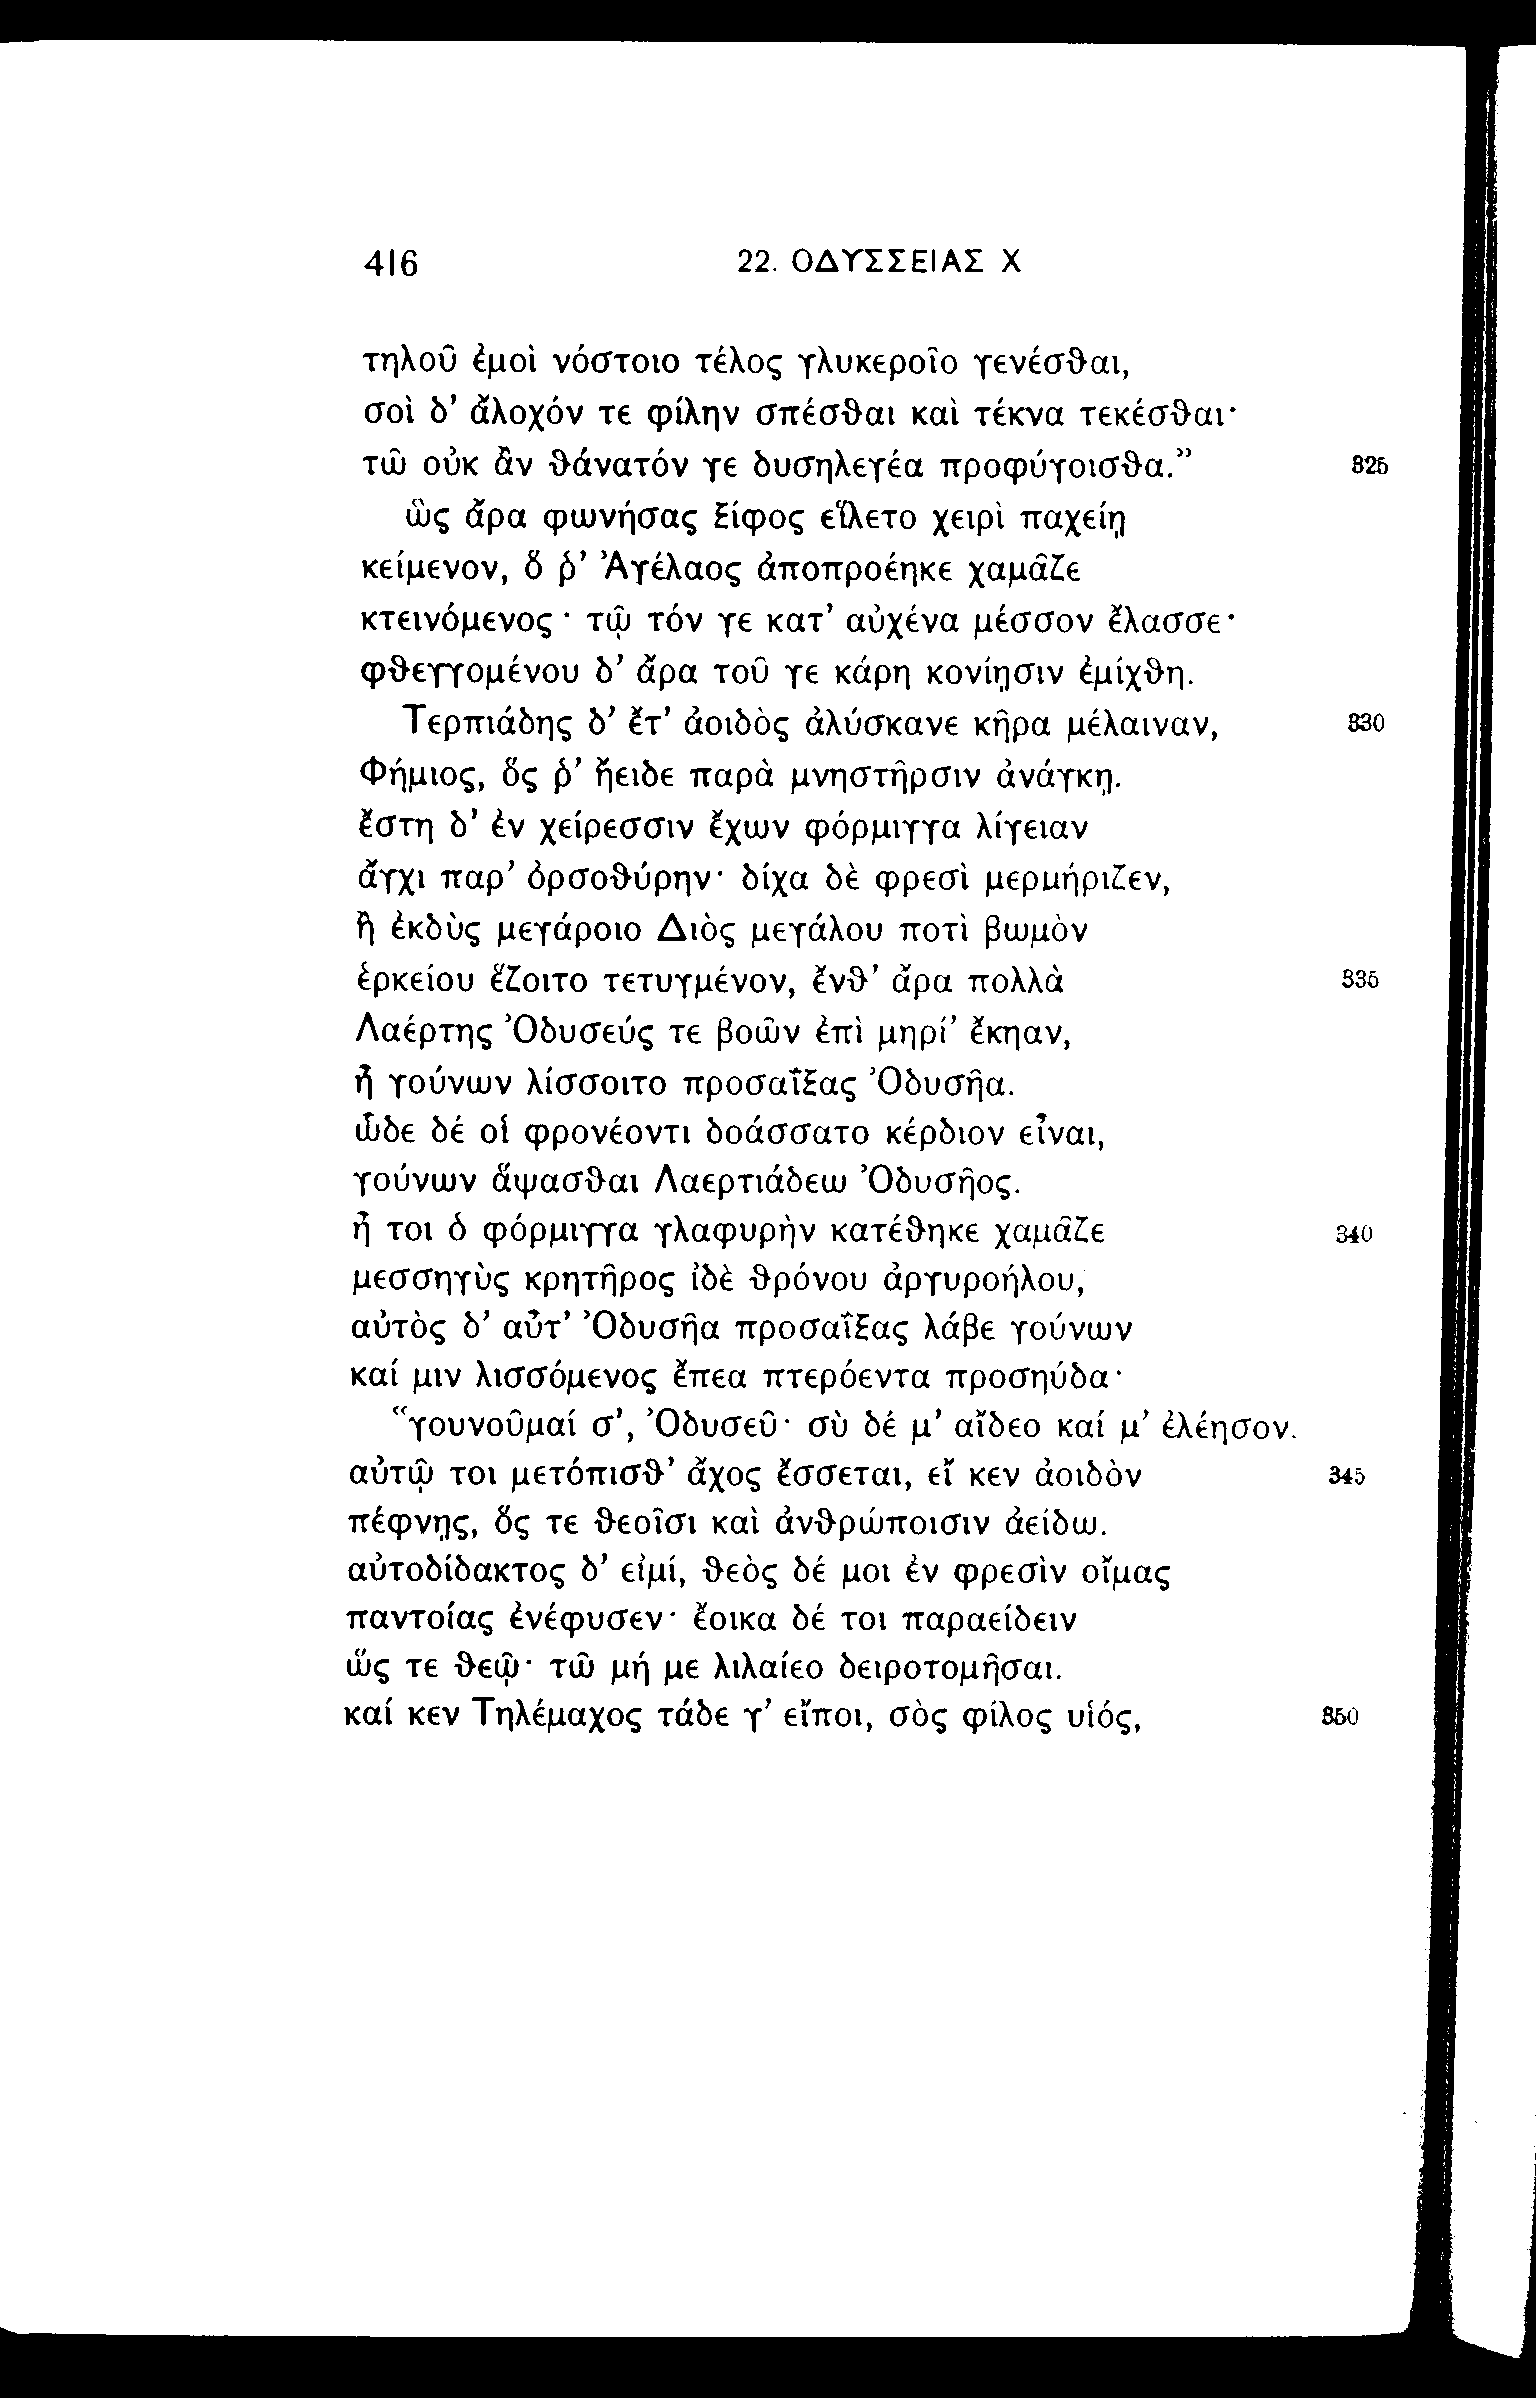 416
22. ΟΔΥΣΣΕΙΑΣ Χ
τηλοῦ ἐμοὶ νόστοιο τέλος γλυκεροῖο γενέσθαι,
σοὶ δ' ἄλοχόν τε φίλην σπέσθαι καὶ τέκνα τεκέσθαι·
τῶ οὐκ ἂν θάνατόν γε δυσηλεγέα προφύγοισθα.” 325
ὣς ἄρα φωνήσας ξίφος εἵλετο χειρὶ παχείῃ
κείμενον, ὅ ῥ' Ἀγέλαος ἀποπροέηκε χαμᾶζε
κτεινόμενος· τῷ τόν γε κατ' αὐχένα μέσσον ἔλασσε·
φθεγγομένου δ' ἄρα τοῦ γε κάρη κονίῃσιν ἐμίχθη.
Τερπιάδης δ' ἔτ' ἀοιδὸς ἀλύσκανε κῆρα μέλαιναν, 330
Φήμιος, ὅς ῥ' ἤειδε παρὰ μνηστῆρσιν ἀνάγκῃ.
ἔστη δ' ἐν χείρεσσιν ἔχων φόρμιγγα λίγειαν
ἄγχι παρ' ὀρσοθύρην· δίχα δὲ φρεσὶ μερμήριζεν,
ἢ ἐκδὺς μεγάροιο Διὸς μεγάλου ποτὶ βωμὸν
ἑρκείου ἕζοιτο τετυγμένον, ἔνθ' ἄρα πολλὰ 335
Λαέρτης Ὀδυσεύς τε βοῶν ἐπὶ μηρί' ἔκηαν,
ἦ γούνων λίσσοιτο προσαΐξας Ὀδυσῆα.
ὧδε δέ οἱ φρονέοντι δοάσσατο κέρδιον εἶναι,
γούνων ἅψασθαι Λαερτιάδεω Ὀδυσῆος.
ἦ τοι ὁ φόρμιγγα γλαφυρὴν κατέθηκε χαμᾶζε 340
μεσσηγὺς κρητῆρος ἰδὲ θρόνου ἀργυροήλου,
αὐτὸς δ' αὖτ' Ὀδυσῆα προσαΐξας λάβε γούνων
καί μιν λισσόμενος ἔπεα πτερόεντα προσηύδα·
“γουνοῦμαί σ', Ὀδυσεῦ· σὺ δέ μ' αἴδεο καί μ' ἐλέησον.
αὐτῷ τοι μετόπισθ' ἄχος ἔσσεται, εἴ κεν ἀοιδὸν 345
πέφνῃς, ὅς τε θεοῖσι καὶ ἀνθρώποισιν ἀείδω.
αὐτοδίδακτος δ' εἰμί, θεὸς δέ μοι ἐν φρεσὶν οἴμας
παντοίας ἐνέφυσεν· ἔοικα δέ τοι παραείδειν
ὥς τε θεῷ· τῶ μή με λιλαίεο δειροτομῆσαι.
καί κεν Τηλέμαχος τάδε γ' εἴποι, σὸς φίλος υἱός, 350